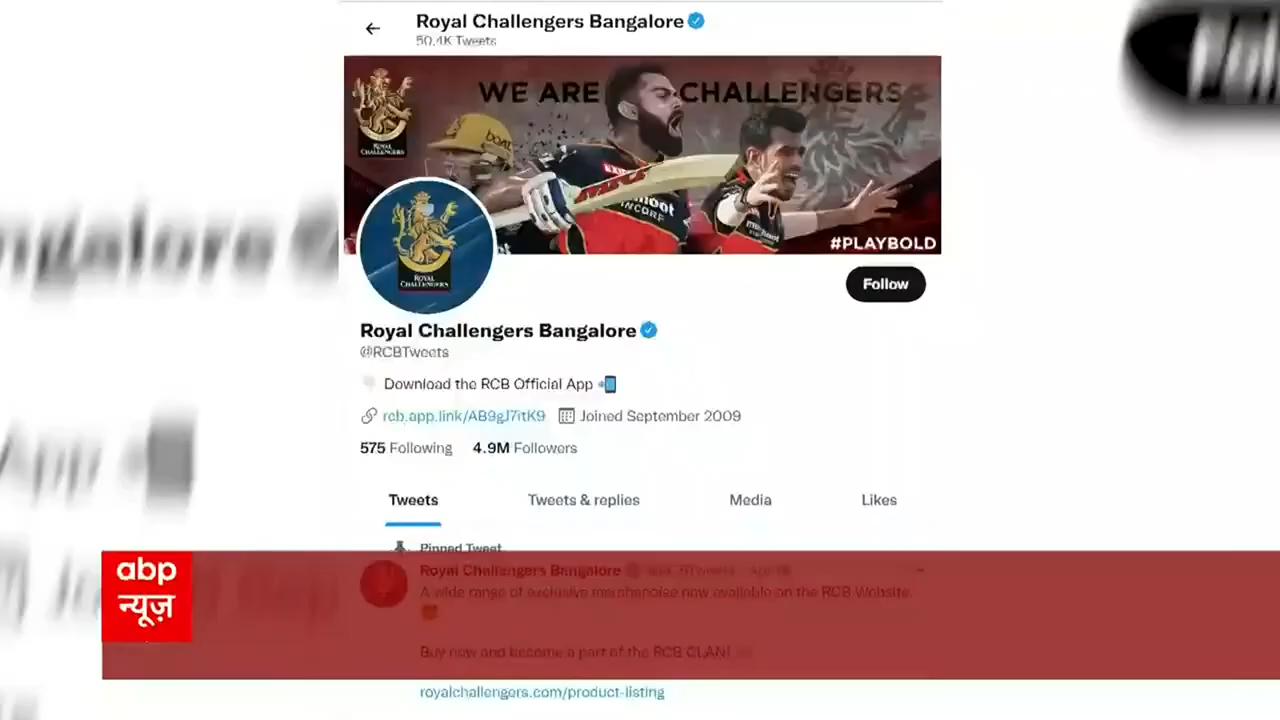 Royal Challengers Bangalore
50.4K Tweets
WE ARE CHALLENGERS
ROYAL
CHALLENGERS
boAt
INCORP
#PLAYBOLD
ROYAL
CHALLENGERS
Follow
Royal Challengers Bangalore
@RCBTweets
Download the RCB Official App
rcb.app.link/AB9gJ7itK9
Joined September 2009
575 Following 4.9M Followers
Tweets Tweets & replies Media Likes
Pinned Tweet
Royal Challengers Bangalore
A wide range of exclusive merchandise now available on the RCB Website.
Buy now and become a part of the RCB CLAN!
royalchallengers.com/product-listing
abp
न्यूज़